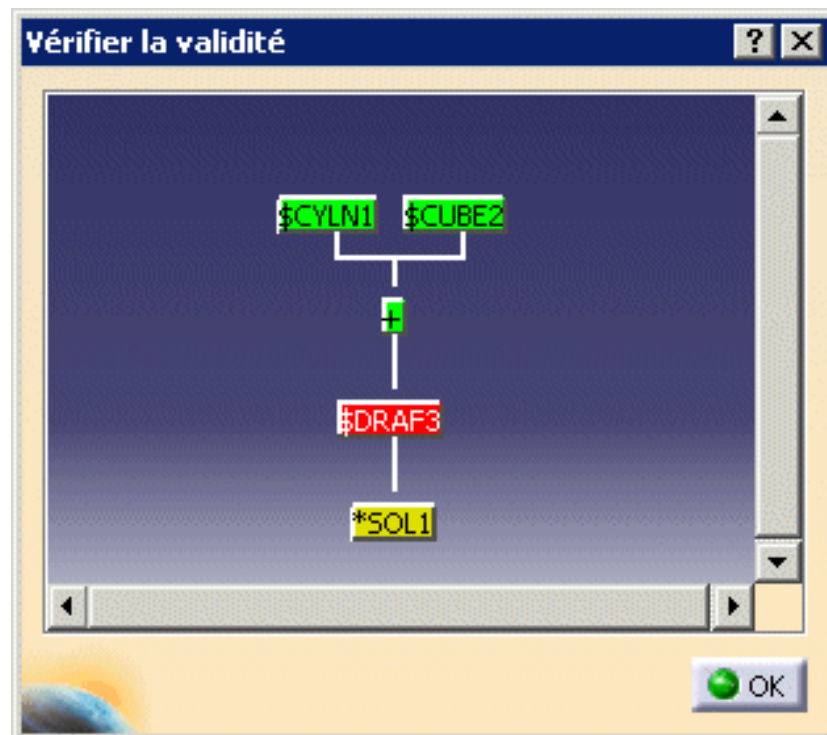 Vérifier la validité
$CYLN1 $CUBE2
+
$DRAF3
*SOL1
OK